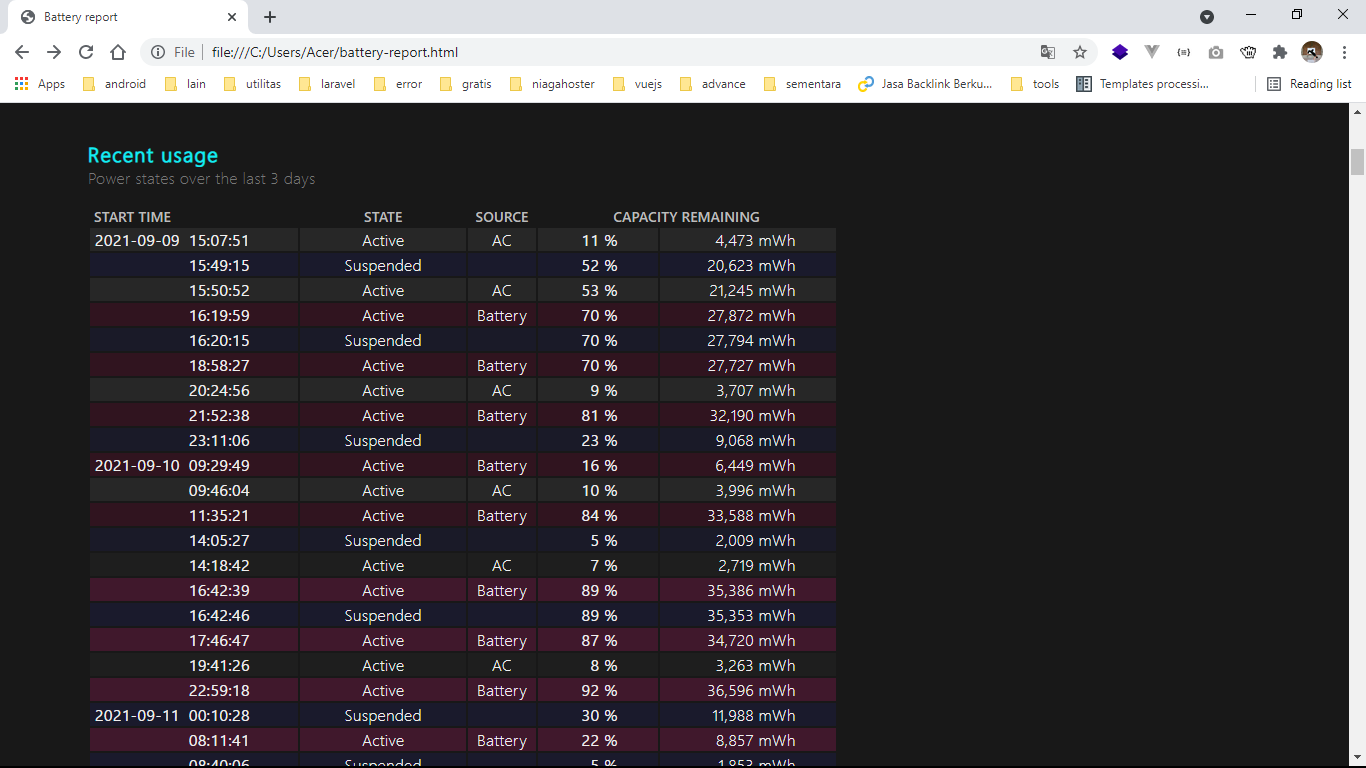 Battery report
File file:///C:/Users/Acer/battery-report.html
Apps android lain utilitas laravel error gratis niagahoster vuejs advance sementara Jasa Backlink Berku... tools Templates processi... Reading list
Recent usage
Power states over the last 3 days
START TIME STATE SOURCE CAPACITY REMAINING
2021-09-09 15:07:51 Active AC 11 % 4,473 mWh
15:49:15 Suspended 52 % 20,623 mWh
15:50:52 Active AC 53 % 21,245 mWh
16:19:59 Active Battery 70 % 27,872 mWh
16:20:15 Suspended 70 % 27,794 mWh
18:58:27 Active Battery 70 % 27,727 mWh
20:24:56 Active AC 9 % 3,707 mWh
21:52:38 Active Battery 81 % 32,190 mWh
23:11:06 Suspended 23 % 9,068 mWh
2021-09-10 09:29:49 Active Battery 16 % 6,449 mWh
09:46:04 Active AC 10 % 3,996 mWh
11:35:21 Active Battery 84 % 33,588 mWh
14:05:27 Suspended 5 % 2,009 mWh
14:18:42 Active AC 7 % 2,719 mWh
16:42:39 Active Battery 89 % 35,386 mWh
16:42:46 Suspended 89 % 35,353 mWh
17:46:47 Active Battery 87 % 34,720 mWh
19:41:26 Active AC 8 % 3,263 mWh
22:59:18 Active Battery 92 % 36,596 mWh
2021-09-11 00:10:28 Suspended 30 % 11,988 mWh
08:11:41 Active Battery 22 % 8,857 mWh
08:40:06 Suspended 5 % 1,853 mWh